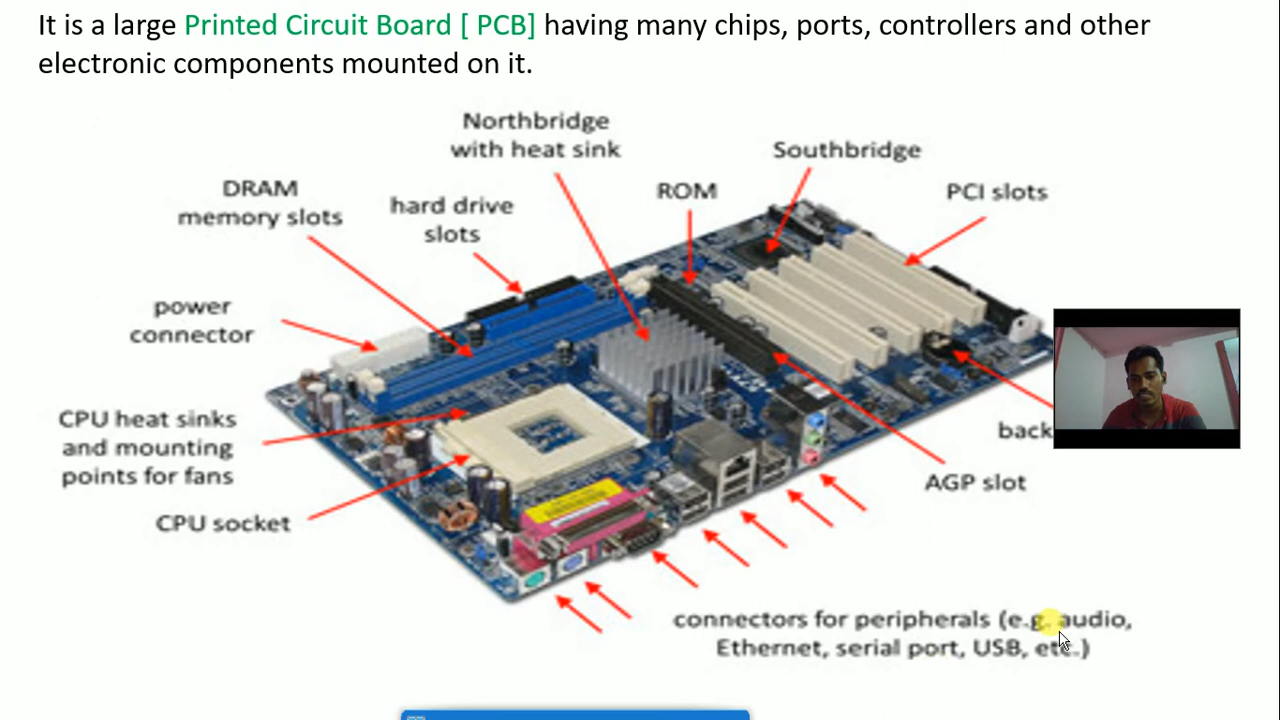 It is a large Printed Circuit Board [ PCB] having many chips, ports, controllers and other
electronic components mounted on it.
Northbridge
with heat sink
Southbridge
DRAM
memory slots
hard drive
slots
ROM
PCI slots
power
connector
CPU heat sinks
and mounting
points for fans
back
AGP slot
CPU socket
connectors for peripherals (e.g. audio,
Ethernet, serial port, USB, etc.)